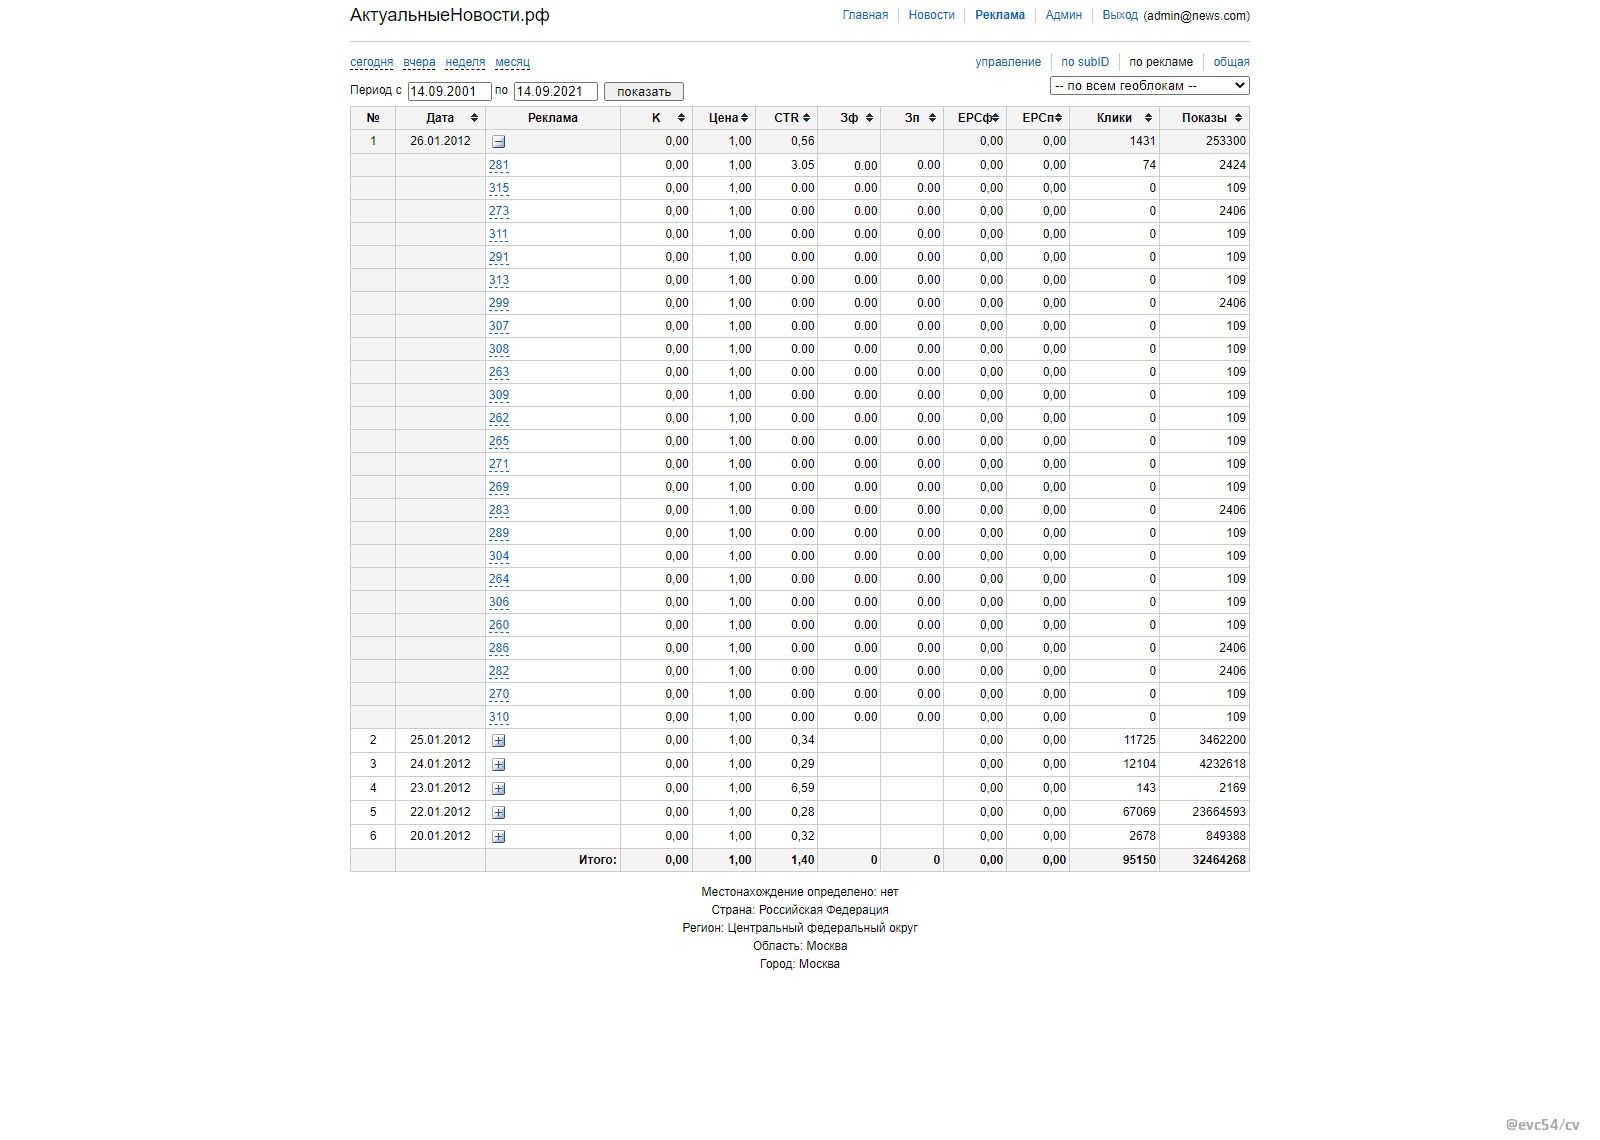 АктуальныеНовости.рф
Главная Новости Реклама Админ Выход (admin@news.com)
сегодня вчера неделя месяц
управление по subID по рекламе общая
Период с 14.09.2001 по 14.09.2021 показать
-- по всем геоблокам --
№ Дата Реклама К Цена CTR Зф Зп EPCф EPCп Клики Показы
1 26.01.2012 0,00 1,00 0,56 0,00 0,00 1431 253300
281 0,00 1,00 3.05 0.00 0.00 0,00 0,00 74 2424
315 0,00 1,00 0.00 0.00 0.00 0,00 0,00 0 109
273 0,00 1,00 0.00 0.00 0.00 0,00 0,00 0 2406
311 0,00 1,00 0.00 0.00 0.00 0,00 0,00 0 109
291 0,00 1,00 0.00 0.00 0.00 0,00 0,00 0 109
313 0,00 1,00 0.00 0.00 0.00 0,00 0,00 0 109
299 0,00 1,00 0.00 0.00 0.00 0,00 0,00 0 2406
307 0,00 1,00 0.00 0.00 0.00 0,00 0,00 0 109
308 0,00 1,00 0.00 0.00 0.00 0,00 0,00 0 109
263 0,00 1,00 0.00 0.00 0.00 0,00 0,00 0 109
309 0,00 1,00 0.00 0.00 0.00 0,00 0,00 0 109
262 0,00 1,00 0.00 0.00 0.00 0,00 0,00 0 109
265 0,00 1,00 0.00 0.00 0.00 0,00 0,00 0 109
271 0,00 1,00 0.00 0.00 0.00 0,00 0,00 0 109
269 0,00 1,00 0.00 0.00 0.00 0,00 0,00 0 109
283 0,00 1,00 0.00 0.00 0.00 0,00 0,00 0 2406
289 0,00 1,00 0.00 0.00 0.00 0,00 0,00 0 109
304 0,00 1,00 0.00 0.00 0.00 0,00 0,00 0 109
264 0,00 1,00 0.00 0.00 0.00 0,00 0,00 0 109
306 0,00 1,00 0.00 0.00 0.00 0,00 0,00 0 109
260 0,00 1,00 0.00 0.00 0.00 0,00 0,00 0 109
286 0,00 1,00 0.00 0.00 0.00 0,00 0,00 0 2406
282 0,00 1,00 0.00 0.00 0.00 0,00 0,00 0 2406
270 0,00 1,00 0.00 0.00 0.00 0,00 0,00 0 109
310 0,00 1,00 0.00 0.00 0.00 0,00 0,00 0 109
2 25.01.2012 0,00 1,00 0,34 0,00 0,00 11725 3462200
3 24.01.2012 0,00 1,00 0,29 0,00 0,00 12104 4232618
4 23.01.2012 0,00 1,00 6,59 0,00 0,00 143 2169
5 22.01.2012 0,00 1,00 0,28 0,00 0,00 67069 23664593
6 20.01.2012 0,00 1,00 0,32 0,00 0,00 2678 849388
Итого: 0,00 1,00 1,40 0 0 0,00 0,00 95150 32464268
Местонахождение определено: нет
Страна: Российская Федерация
Регион: Центральный федеральный округ
Область: Москва
Город: Москва
@evc54/cv